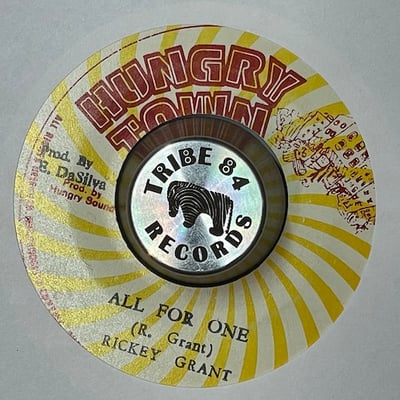 HUNGRY
TOWN
Prod. By
DaSilva
Prod. by
Hungry Sound
TRIBE 84
RECORDS
ALL FOR ONE
(R. Grant)
RICKEY GRANT